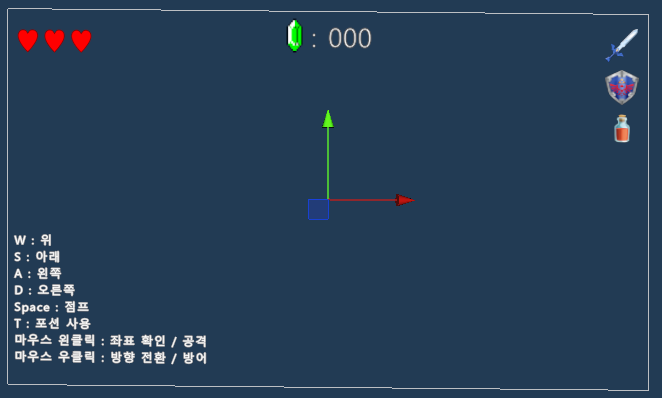 : 000
W : 위
S : 아래
A : 왼쪽
D : 오른쪽
Space : 점프
T : 포션 사용
마우스 왼클릭 : 좌표 확인 / 공격
마우스 우클릭 : 방향 전환 / 방어